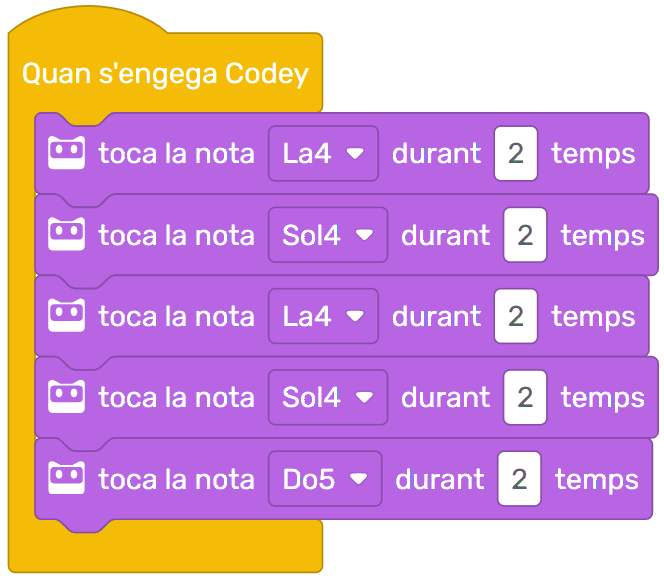 Quan s'engega Codey
toca la nota La4 durant 2 temps
toca la nota Sol4 durant 2 temps
toca la nota La4 durant 2 temps
toca la nota Sol4 durant 2 temps
toca la nota Do5 durant 2 temps